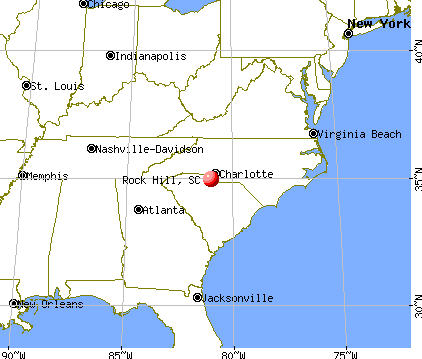 Chicago
New York
40°N
Indianapolis
St. Louis
Virginia Beach
Nashville-Davidson
Memphis
Charlotte
Rock Hill, SC
35°N
Atlanta
Jacksonville
New Orleans
30°N
90°W
85°W
80°W
75°W